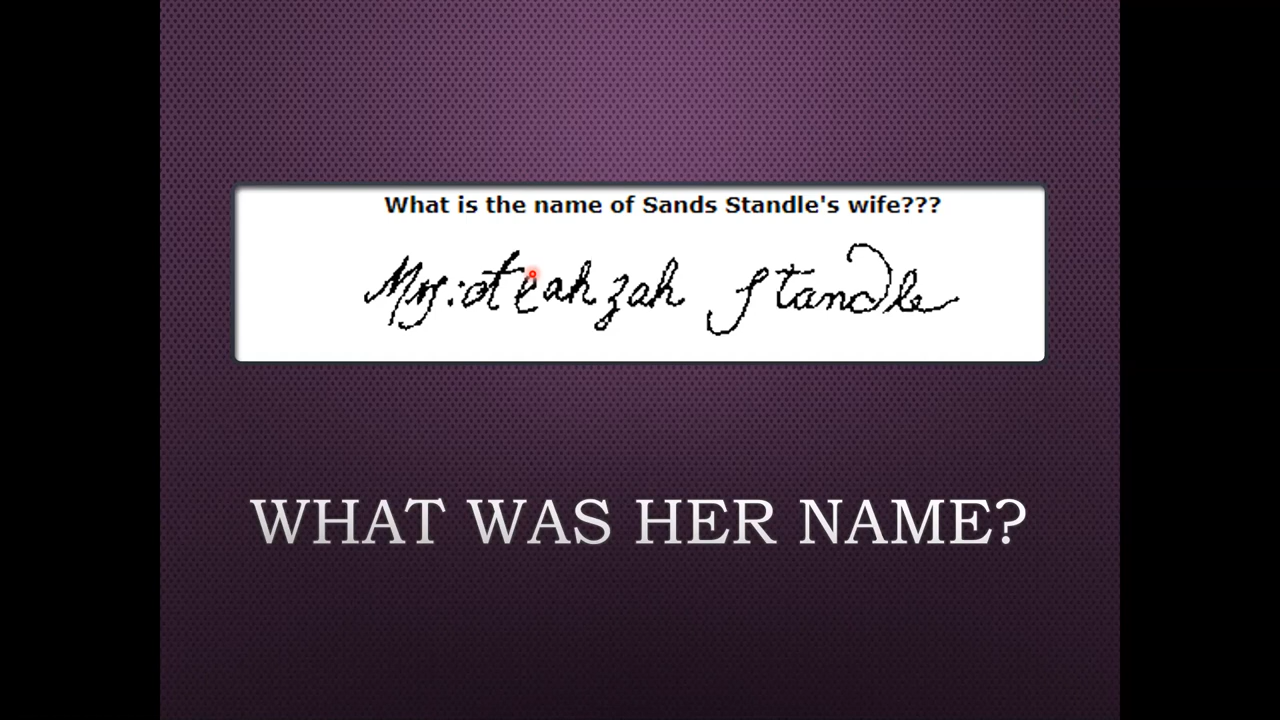 What is the name of Sands Standle's wife???
Mrs: Standle
WHAT WAS HER NAME?